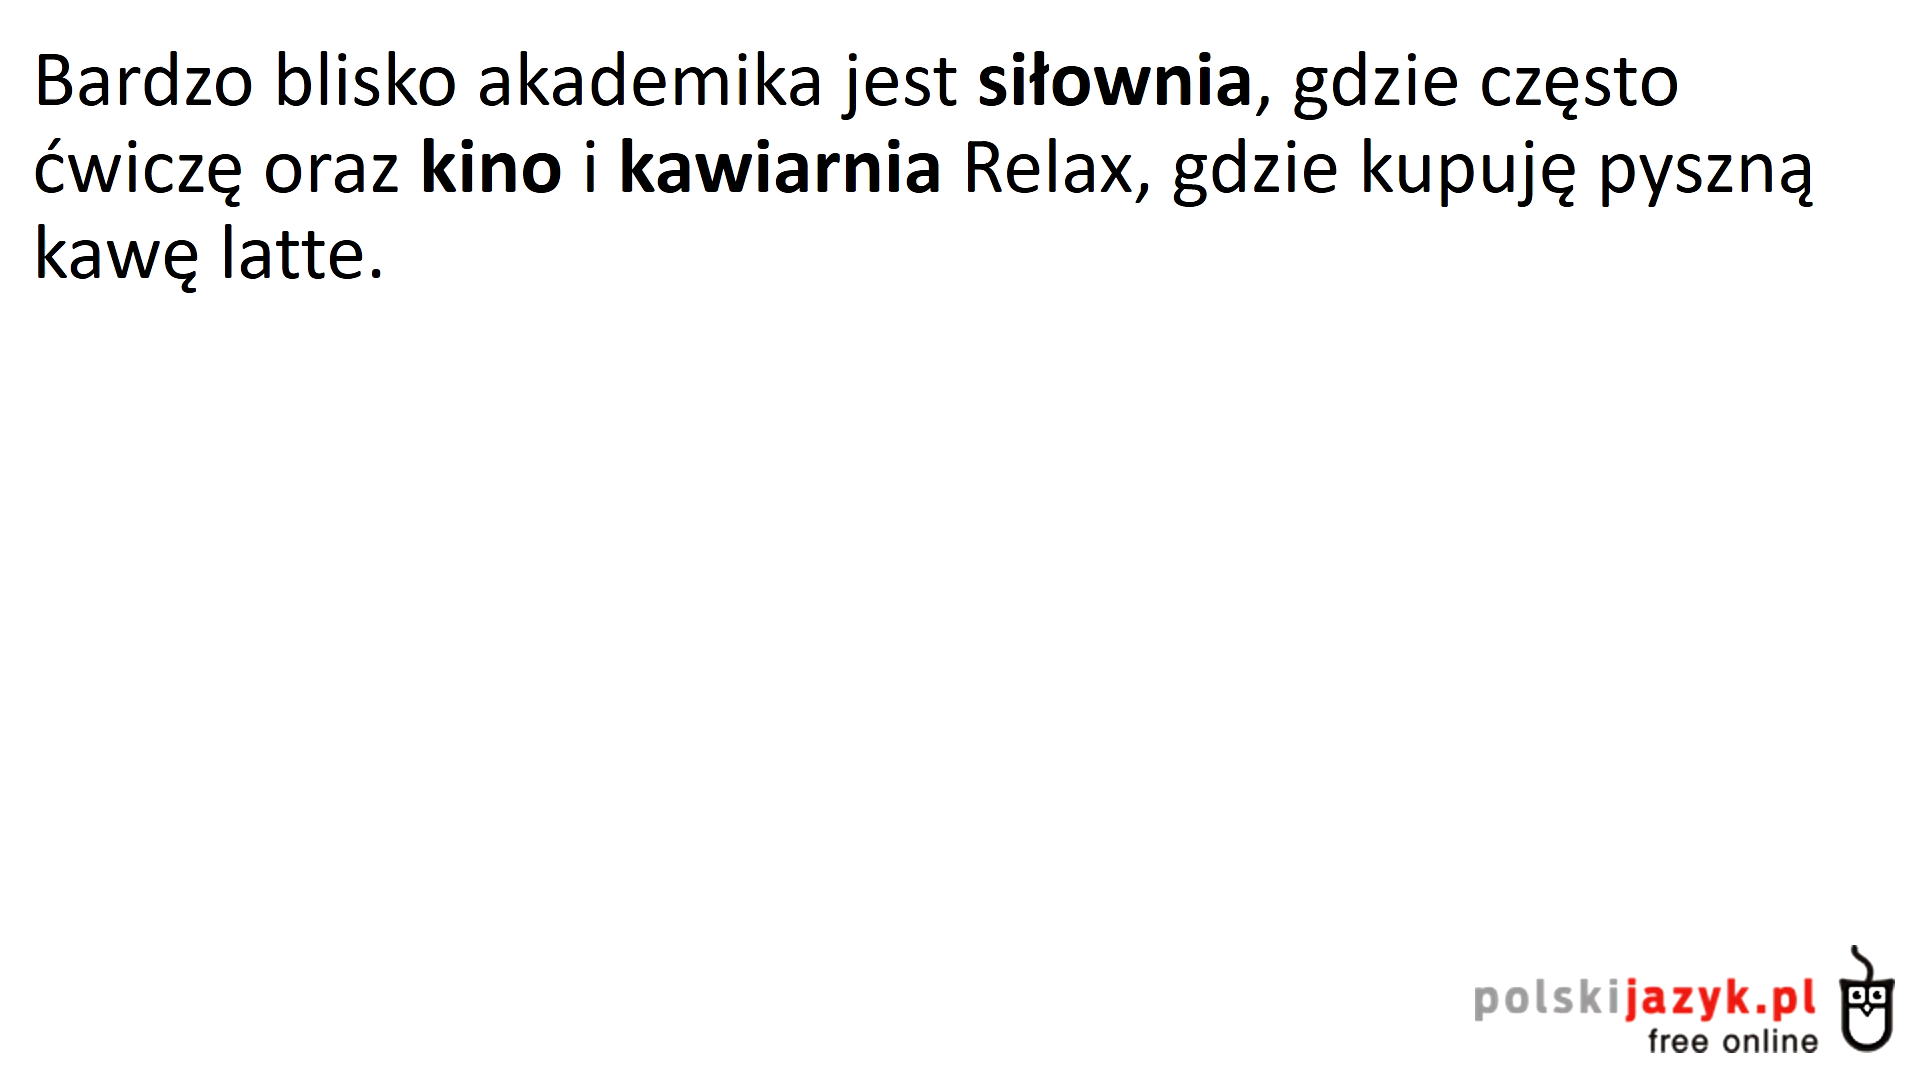 Bardzo blisko akademika jest siłownia, gdzie często
ćwiczę oraz kino i kawiarnia Relax, gdzie kupuję pyszną
kawę latte.
polskijazyk.pl
free online